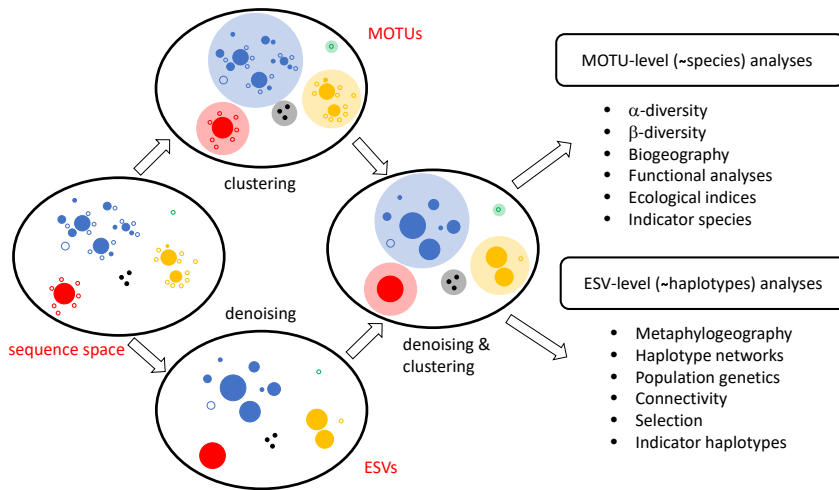 MOTUs
clustering
sequence space
denoising
ESVs
denoising &
clustering
MOTU-level (~species) analyses
• α-diversity
• β-diversity
• Biogeography
• Functional analyses
• Ecological indices
• Indicator species
ESV-level (~haplotypes) analyses
• Metaphylogeography
• Haplotype networks
• Population genetics
• Connectivity
• Selection
• Indicator haplotypes